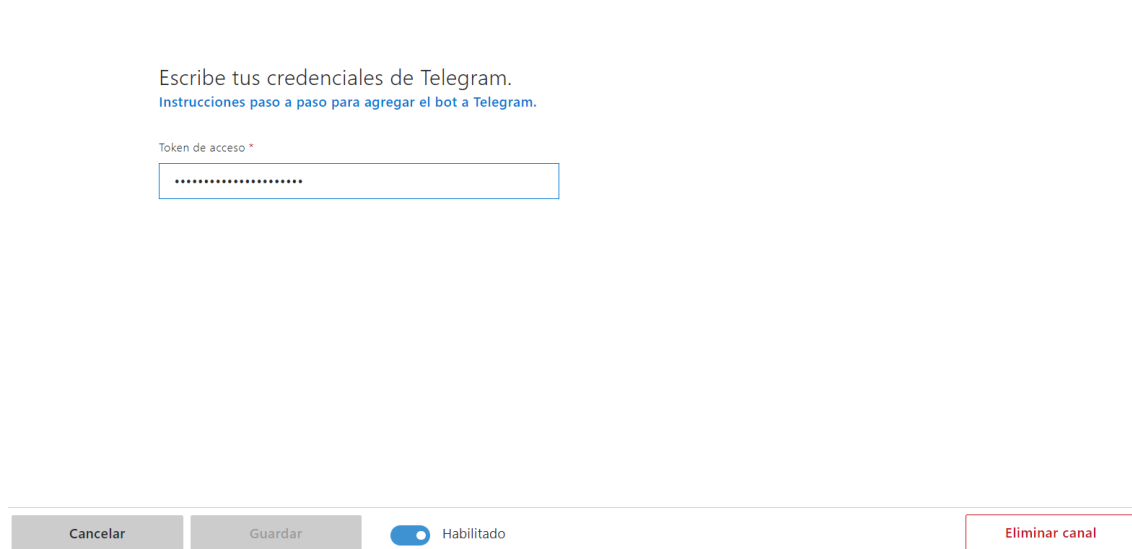 Escribe tus credenciales de Telegram.
Instrucciones paso a paso para agregar el bot a Telegram.
Token de acceso *
••••••••••••••••••••••
Cancelar
Guardar
Habilitado
Eliminar canal